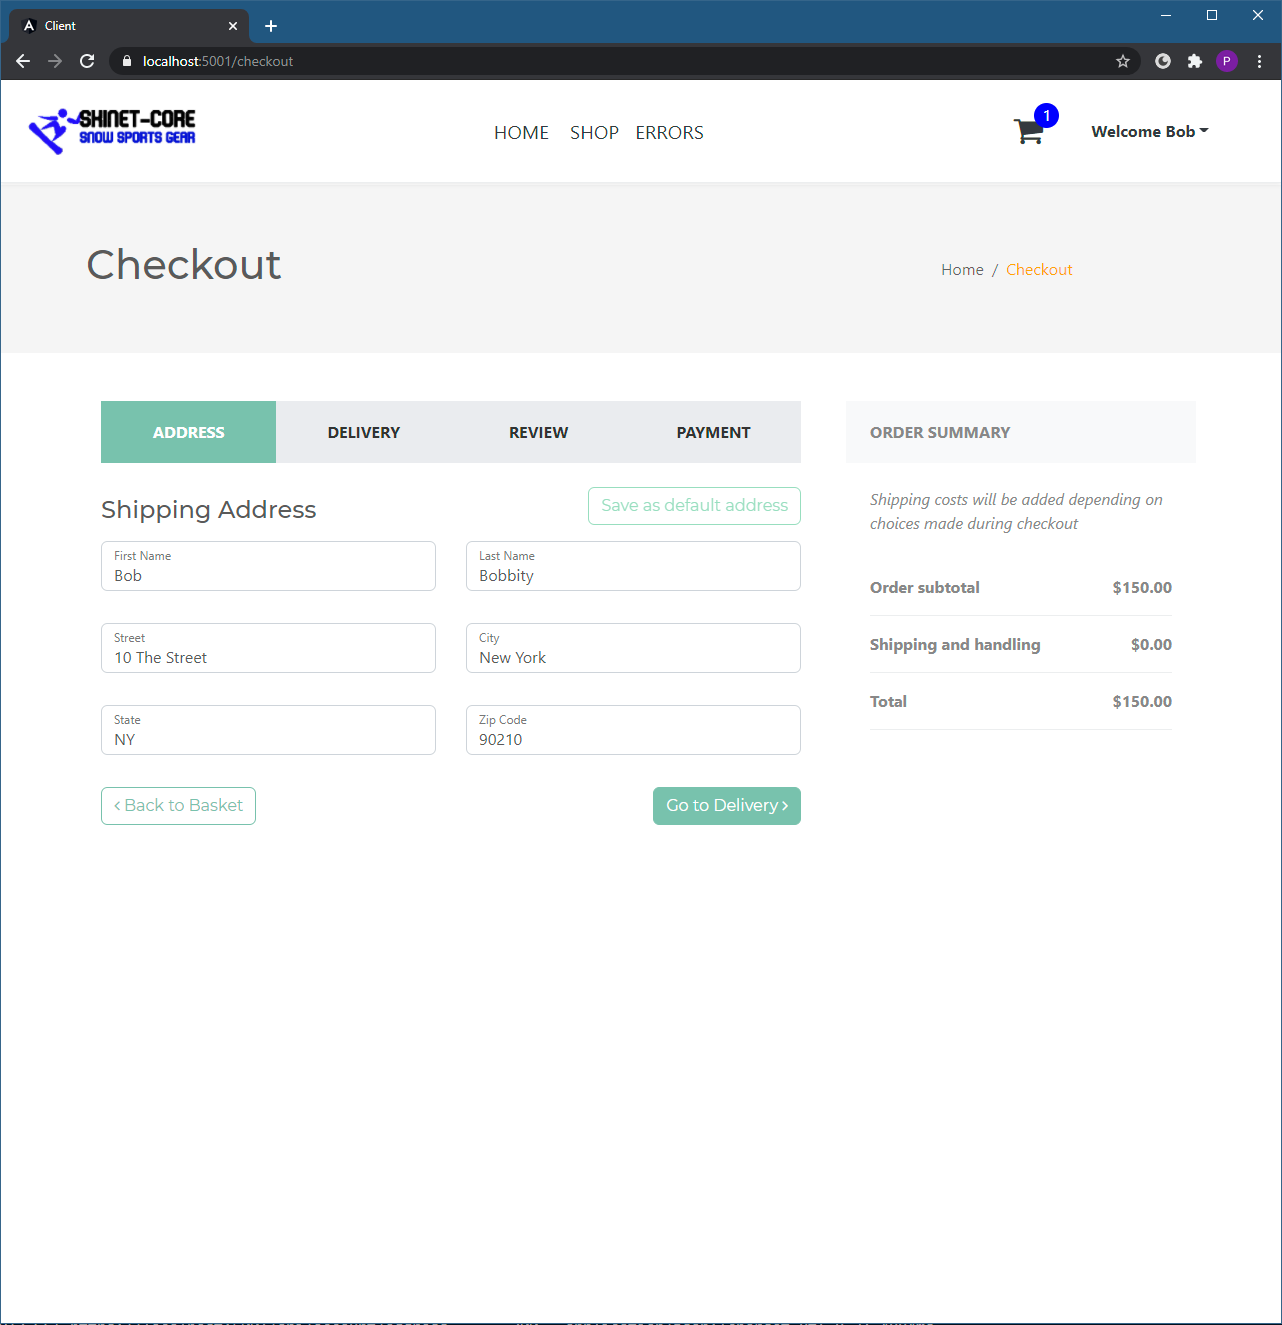 Client
localhost:5001/checkout
P
SKINET-CORE
SNOW SPORTS GEAR
HOME SHOP ERRORS
1
Welcome Bob
Checkout
Home / Checkout
ADDRESS DELIVERY REVIEW PAYMENT
Shipping Address
Save as default address
First Name
Bob
Last Name
Bobbity
Street
10 The Street
City
New York
State
NY
Zip Code
90210
Back to Basket
Go to Delivery
ORDER SUMMARY
Shipping costs will be added depending on
choices made during checkout
Order subtotal $150.00
Shipping and handling $0.00
Total $150.00